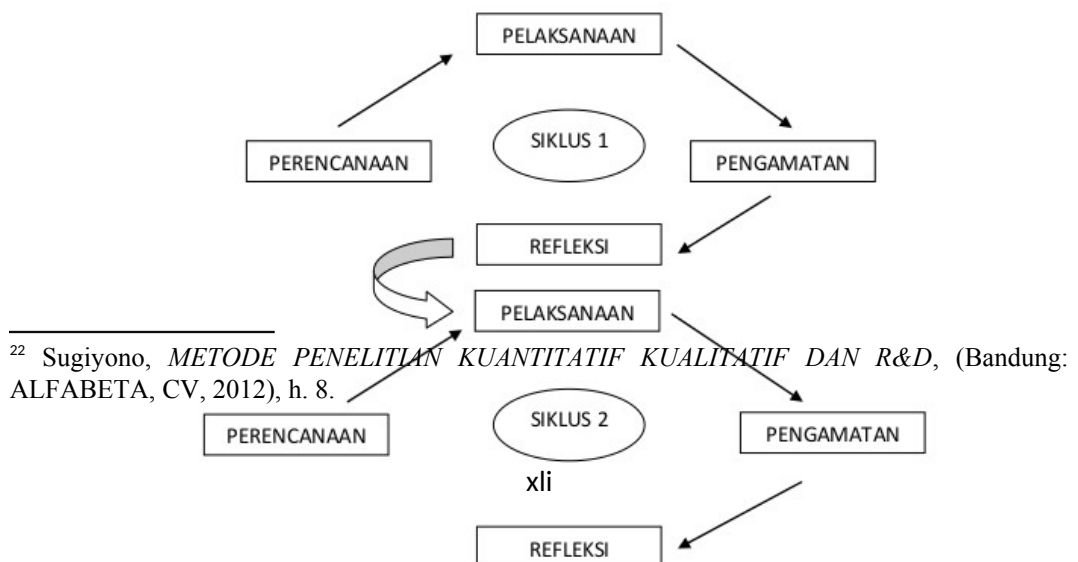 PELAKSANAAN
SIKLUS 1
PERENCANAAN
PENGAMATAN
REFLEKSI
PELAKSANAAN
22 Sugiyono, METODE PENELITIAN KUANTITATIF KUALITATIF DAN R&D, (Bandung:
ALFABETA, CV, 2012), h. 8.
SIKLUS 2
PERENCANAAN
PENGAMATAN
xli
REFLEKSI